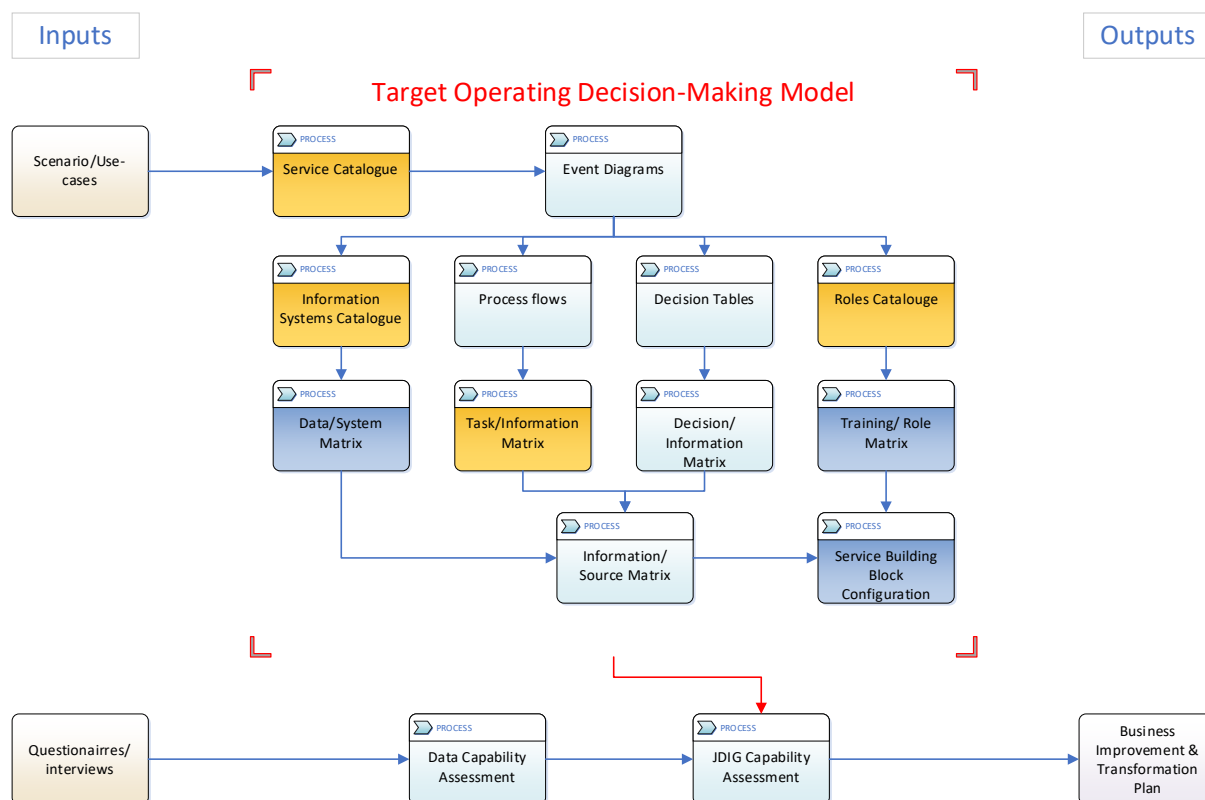 Inputs
Outputs
Target Operating Decision-Making Model
Scenario/Use-
cases
PROCESS
Service Catalogue
PROCESS
Event Diagrams
PROCESS
Information
Systems Catalogue
PROCESS
Process flows
PROCESS
Decision Tables
PROCESS
Roles Catalouge
PROCESS
Data/System
Matrix
PROCESS
Task/Information
Matrix
PROCESS
Decision/
Information
Matrix
PROCESS
Training/ Role
Matrix
PROCESS
Information/
Source Matrix
PROCESS
Service Building
Block
Configuration
Questionairres/
interviews
PROCESS
Data Capability
Assessment
PROCESS
JDIG Capability
Assessment
Business
Improvement &
Transformation
Plan